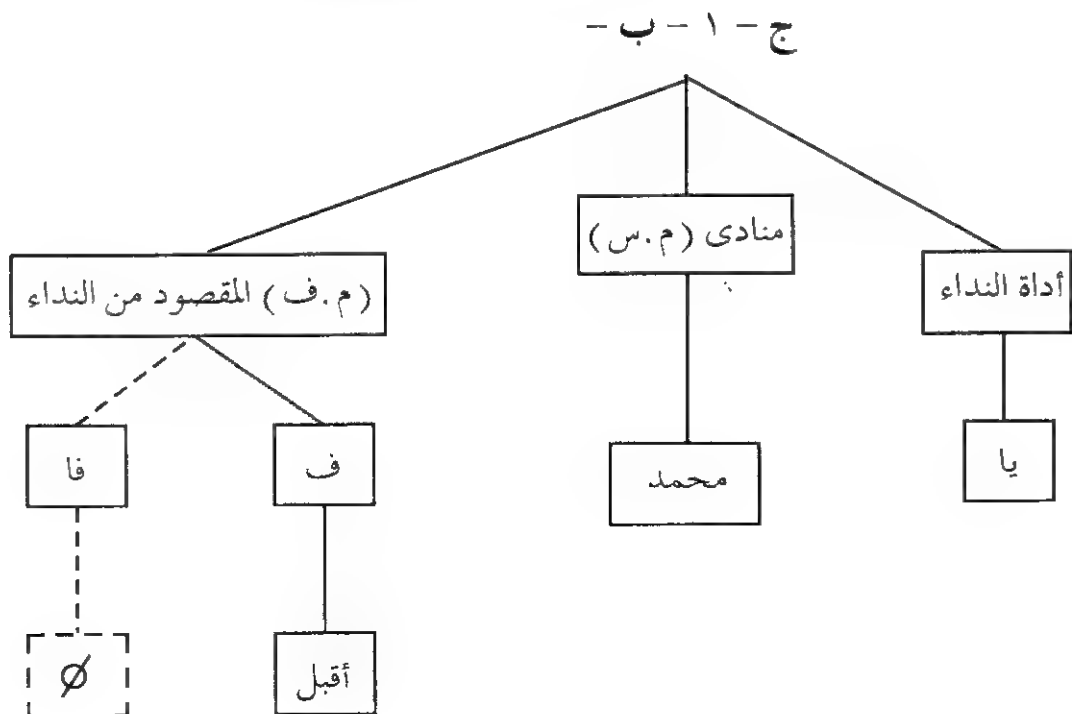 ج - ١ - ب -
منادى (م.س)
أداة النداء
(م.ف) المقصود من النداء
يا
محمد
ف
فا
أقبل
Ø